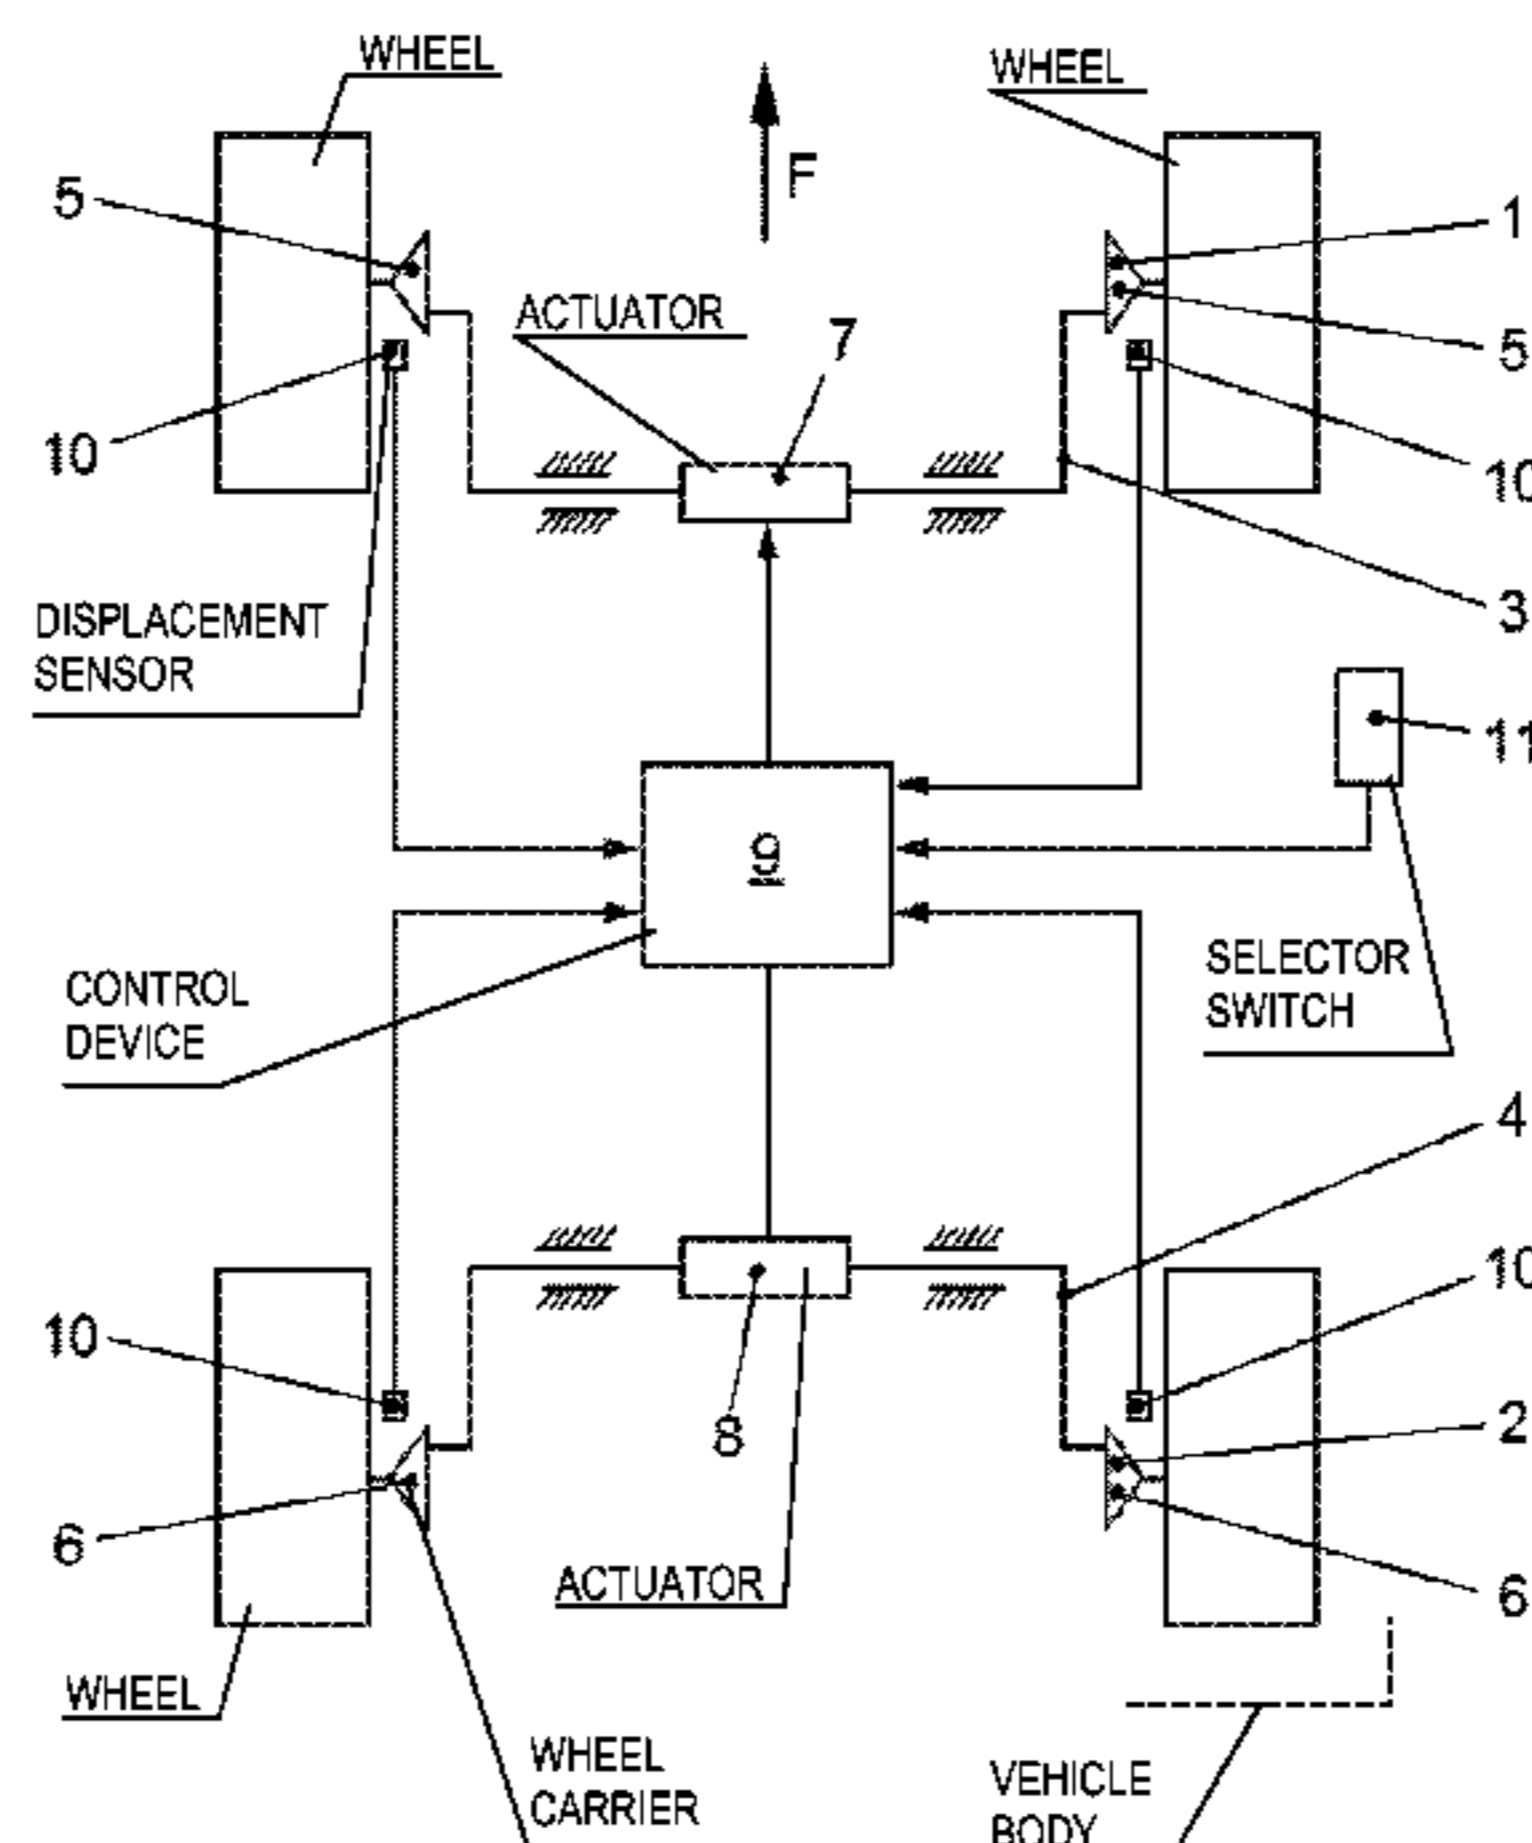 WHEEL
WHEEL
F
5
1
ACTUATOR
7
5
10
10
DISPLACEMENT
SENSOR
3
11
9
CONTROL
DEVICE
SELECTOR
SWITCH
4
10
10
8
2
6
ACTUATOR
6
WHEEL
WHEEL
CARRIER
VEHICLE
BODY